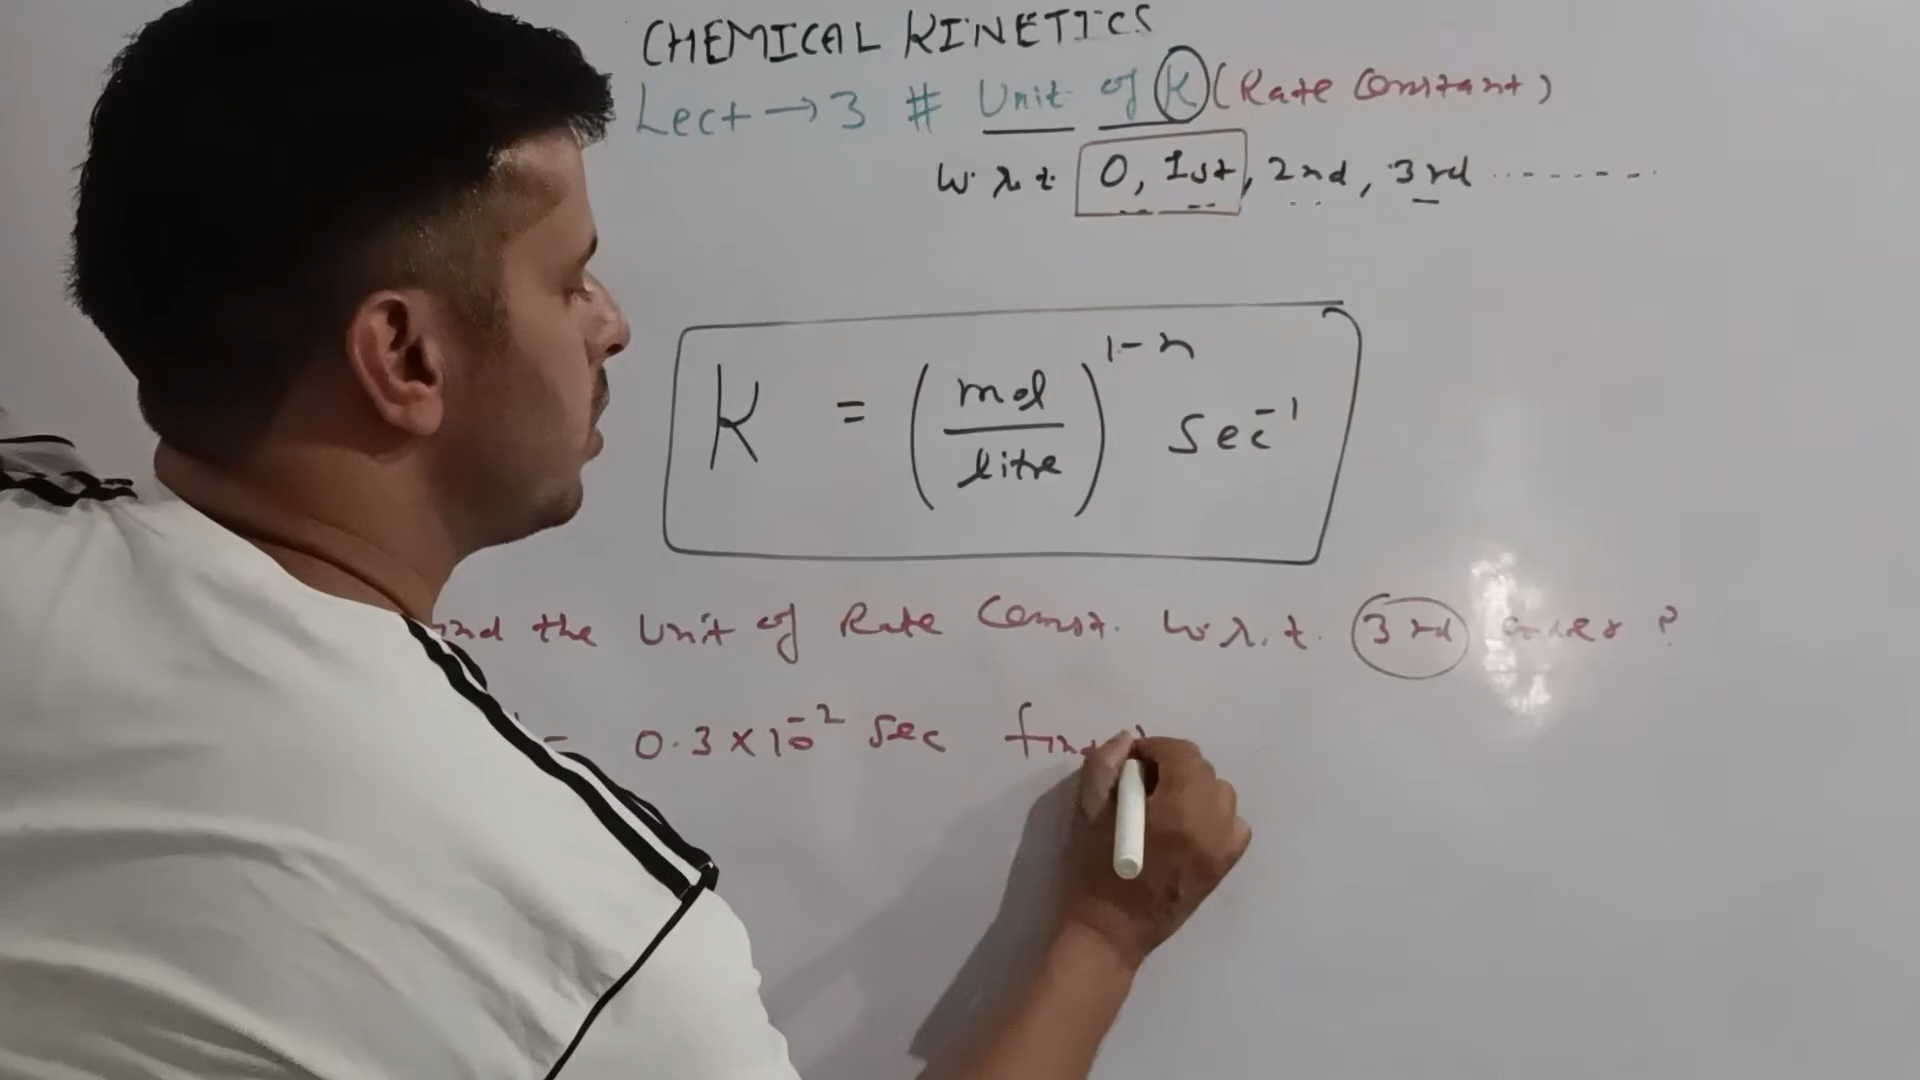 CHEMICAL KINETICS
Lect → 3 # Unit of K (Rate Constant)
w.r.t 0, 1st, 2nd, 3rd ........
K = (mol/litre)^1-n sec^-1
the Unit of Rate Const. w.r.t. 3rd order ?
= 0.3 × 10^-2 sec